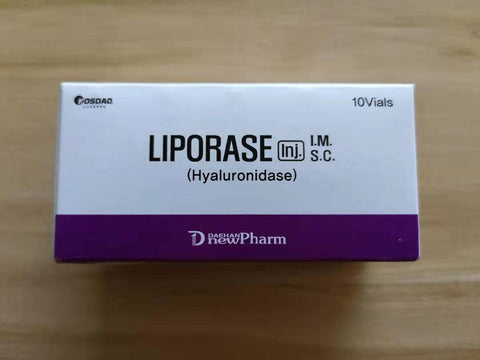 KOSDAQ
10Vials
LIPORASE Inj. I.M.
S.C.
(Hyaluronidase)
DAEHAN
newPharm